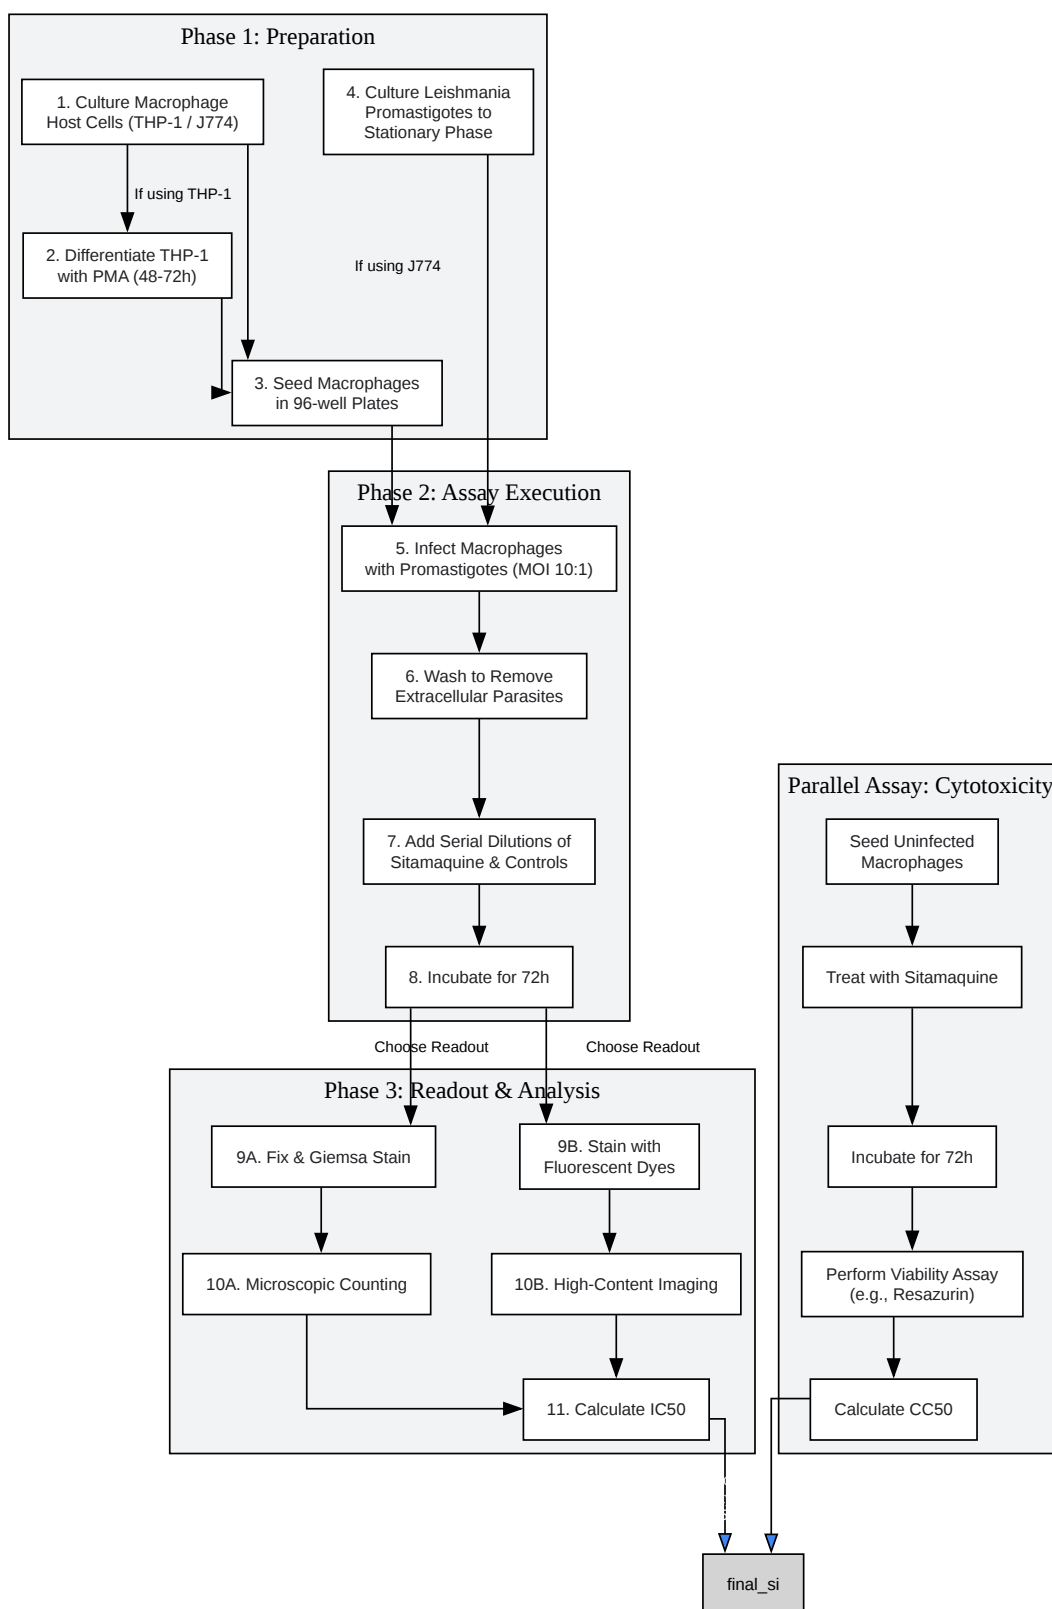 Phase 1: Preparation
1. Culture Macrophage
Host Cells (THP-1 / J774)
4. Culture Leishmania
Promastigotes to
Stationary Phase
If using THP-1
2. Differentiate THP-1
with PMA (48-72h)
If using J774
3. Seed Macrophages
in 96-well Plates
Phase 2: Assay Execution
5. Infect Macrophages
with Promastigotes (MOI 10:1)
6. Wash to Remove
Extracellular Parasites
7. Add Serial Dilutions of
Sitamaquine & Controls
8. Incubate for 72h
Choose Readout
Choose Readout
Phase 3: Readout & Analysis
9A. Fix & Giemsa Stain
9B. Stain with
Fluorescent Dyes
10A. Microscopic Counting
10B. High-Content Imaging
11. Calculate IC50
Parallel Assay: Cytotoxicity
Seed Uninfected
Macrophages
Treat with Sitamaquine
Incubate for 72h
Perform Viability Assay
(e.g., Resazurin)
Calculate CC50
final_si